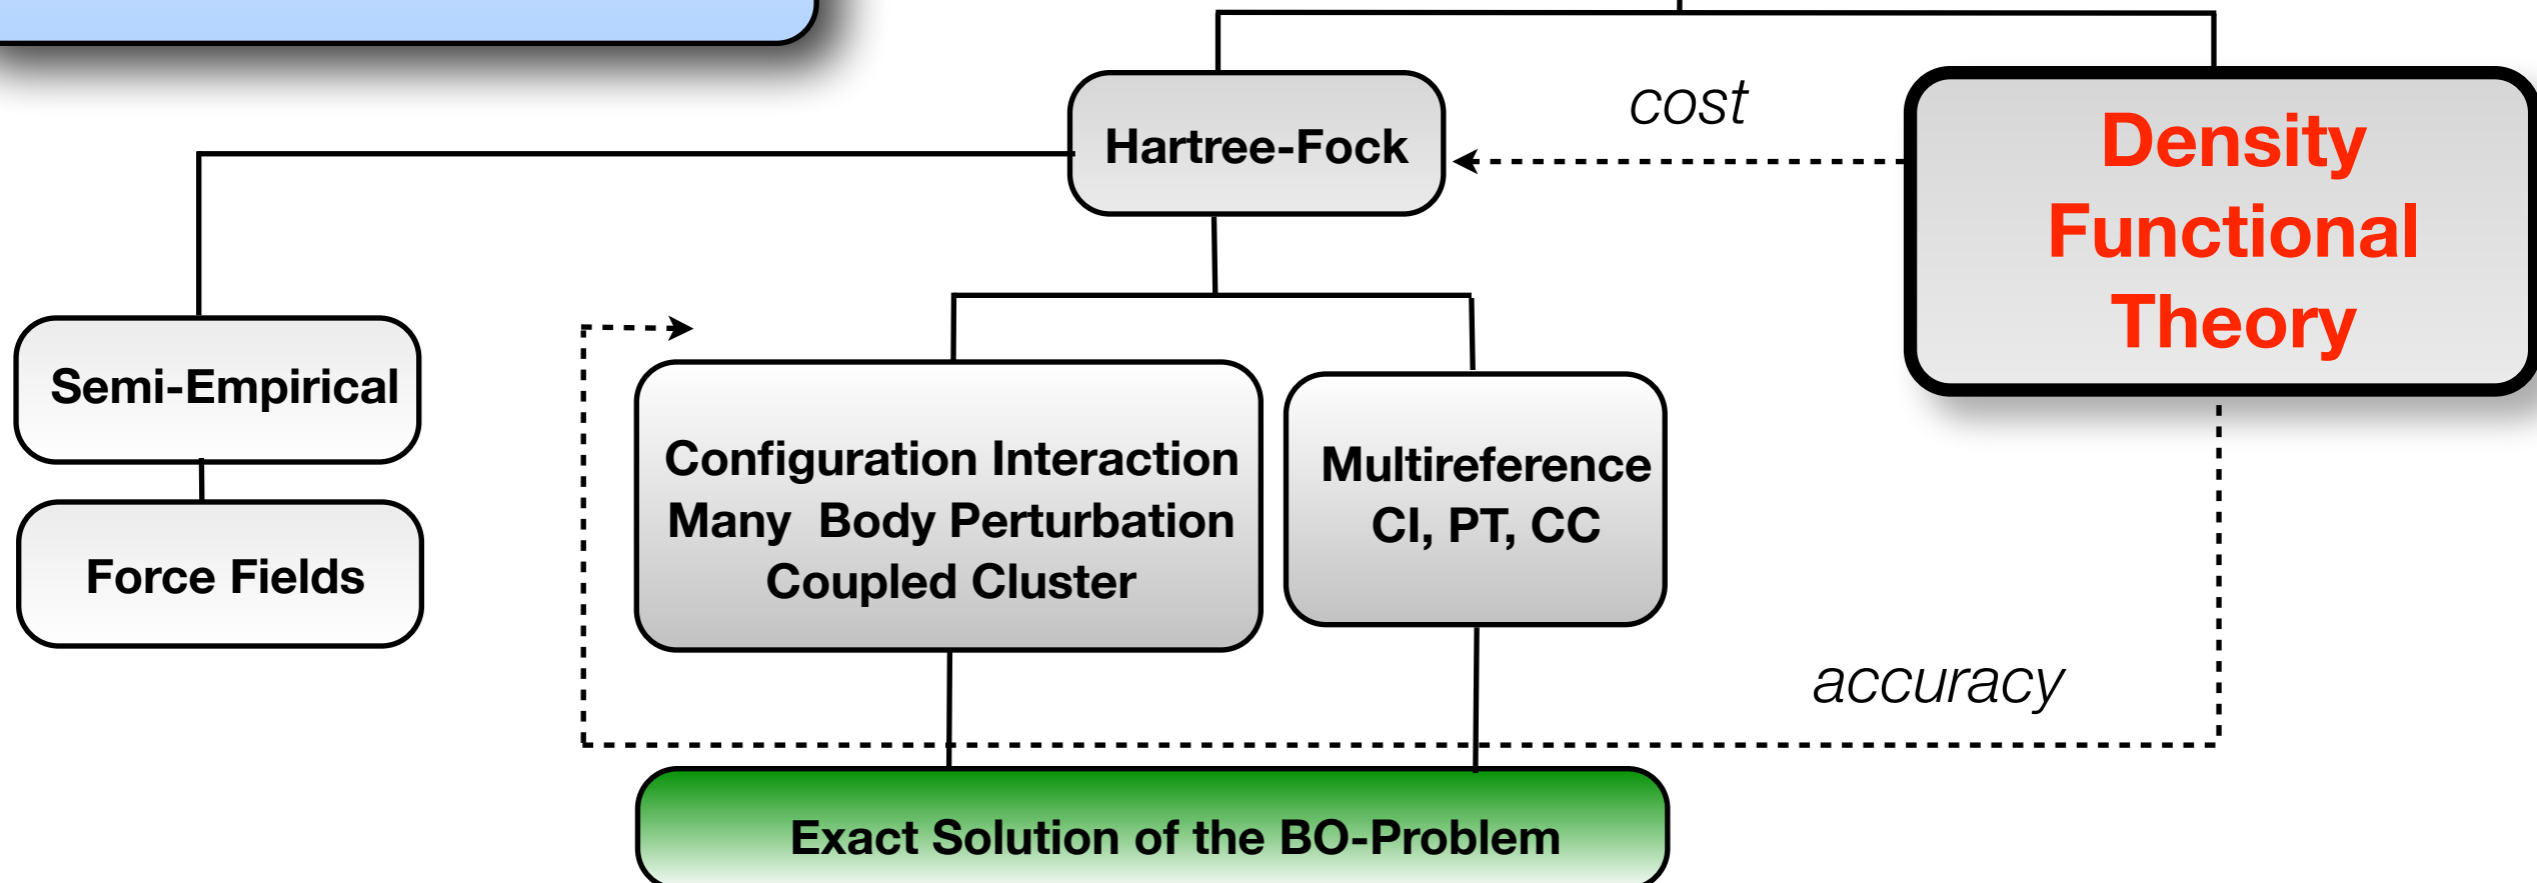 cost
Hartree-Fock
Density
Functional
Theory
Semi-Empirical
Force Fields
Configuration Interaction
Many Body Perturbation
Coupled Cluster
Multireference
CI, PT, CC
accuracy
Exact Solution of the BO-Problem